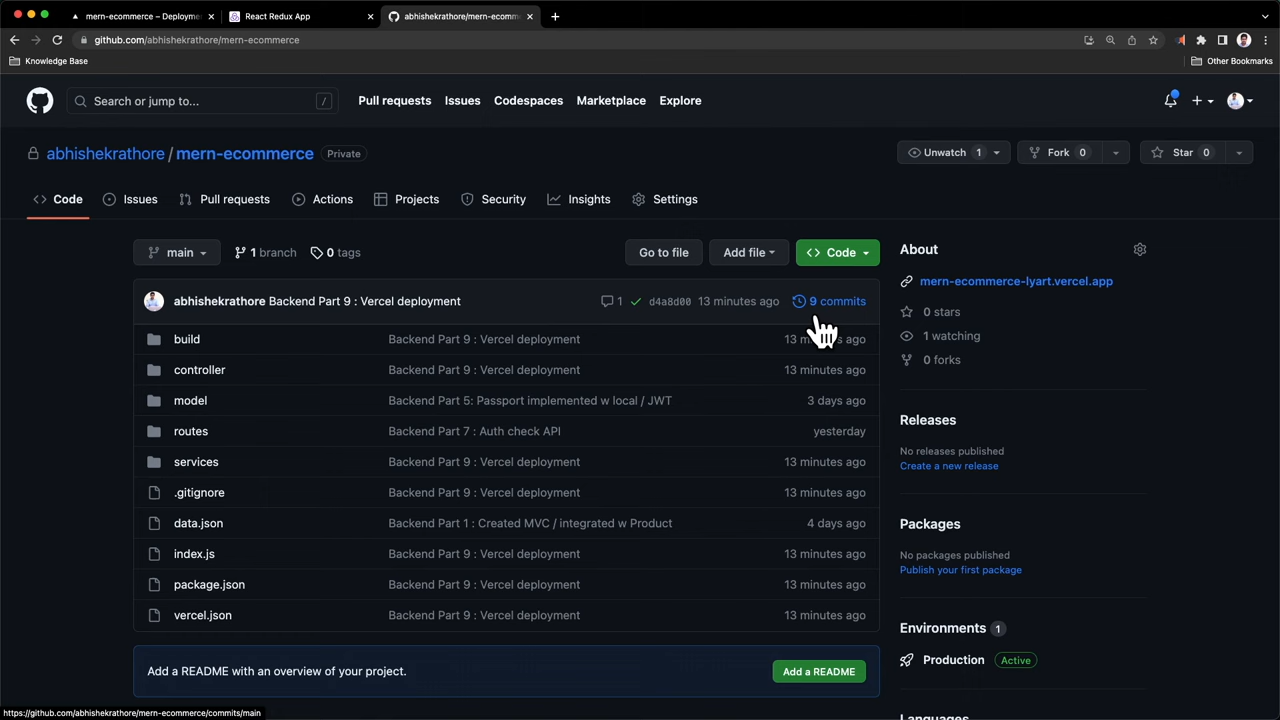 mern-ecommerce – Deployme
React Redux App
abhishekrathore/mern-ecomm
github.com/abhishekrathore/mern-ecommerce
Knowledge Base
Other Bookmarks
Search or jump to...
/
Pull requests
Issues
Codespaces
Marketplace
Explore
abhishekrathore / mern-ecommerce
Private
Unwatch 1
Fork 0
Star 0
Code
Issues
Pull requests
Actions
Projects
Security
Insights
Settings
main
1 branch
0 tags
Go to file
Add file
Code
abhishekrathore Backend Part 9 : Vercel deployment
1
d4a8d00 13 minutes ago
9 commits
build Backend Part 9 : Vercel deployment 13 m ago
controller Backend Part 9 : Vercel deployment 13 minutes ago
model Backend Part 5: Passport implemented w local / JWT 3 days ago
routes Backend Part 7 : Auth check API yesterday
services Backend Part 9 : Vercel deployment 13 minutes ago
.gitignore Backend Part 9 : Vercel deployment 13 minutes ago
data.json Backend Part 1 : Created MVC / integrated w Product 4 days ago
index.js Backend Part 9 : Vercel deployment 13 minutes ago
package.json Backend Part 9 : Vercel deployment 13 minutes ago
vercel.json Backend Part 9 : Vercel deployment 13 minutes ago
Add a README with an overview of your project.
Add a README
About
mern-ecommerce-lyart.vercel.app
0 stars
1 watching
0 forks
Releases
No releases published
Create a new release
Packages
No packages published
Publish your first package
Environments 1
Production Active
Languages
https://github.com/abhishekrathore/mern-ecommerce/commits/main